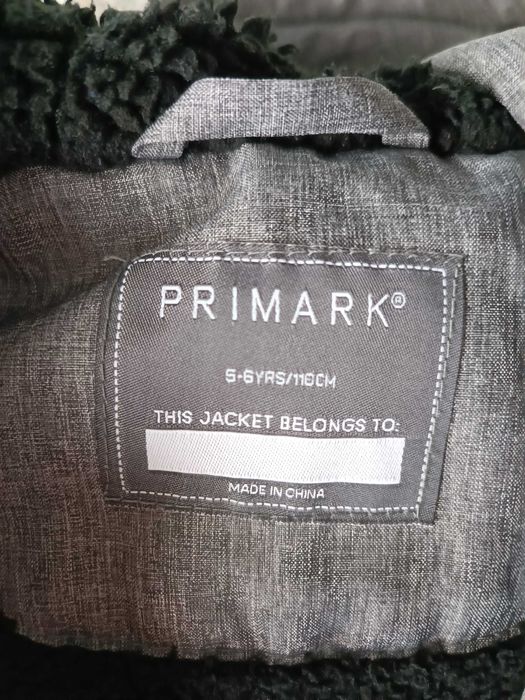 PRIMARK®
5-6YRS/116CM
THIS JACKET BELONGS TO:
MADE IN CHINA